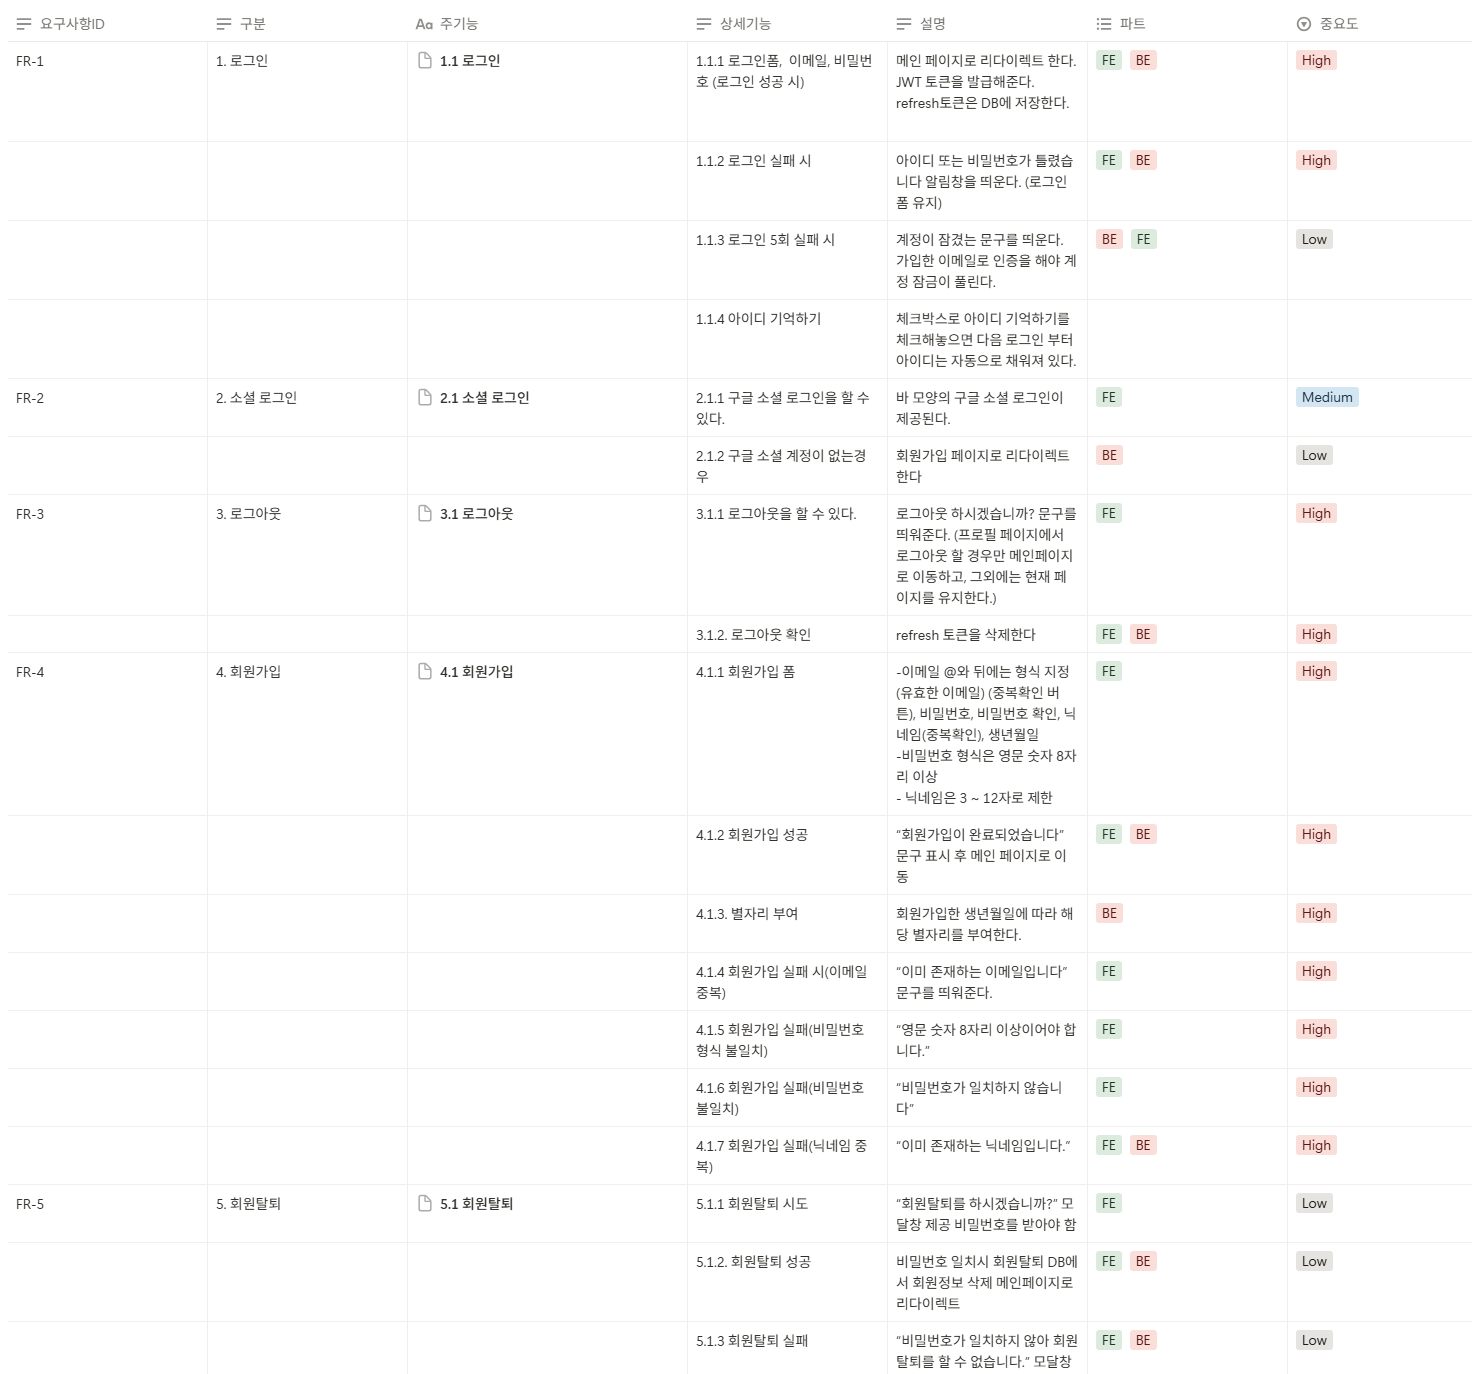 요구사항ID 구분 Aa 주기능 상세기능 설명 파트 중요도
FR-1 1. 로그인 1.1 로그인 1.1.1 로그인폼, 이메일, 비밀번 메인 페이지로 리다이렉트 한다. FE BE High
호 (로그인 성공 시) JWT 토큰을 발급해준다.
refresh토큰은 DB에 저장한다.
1.1.2 로그인 실패 시 아이디 또는 비밀번호가 틀렸습 FE BE High
니다 알림창을 띄운다. (로그인
폼 유지)
1.1.3 로그인 5회 실패 시 계정이 잠겼는 문구를 띄운다. BE FE Low
가입한 이메일로 인증을 해야 계
정 잠금이 풀린다.
1.1.4 아이디 기억하기 체크박스로 아이디 기억하기를
체크해놓으면 다음 로그인 부터
아이디는 자동으로 채워져 있다.
FR-2 2. 소셜 로그인 2.1 소셜 로그인 2.1.1 구글 소셜 로그인을 할 수 바 모양의 구글 소셜 로그인이 FE Medium
있다. 제공된다.
2.1.2 구글 소셜 계정이 없는경 회원가입 페이지로 리다이렉트 BE Low
우 한다
FR-3 3. 로그아웃 3.1 로그아웃 3.1.1 로그아웃을 할 수 있다. 로그아웃 하시겠습니까? 문구를 FE High
띄워준다. (프로필 페이지에서
로그아웃 할 경우만 메인페이지
로 이동하고, 그외에는 현재 페
이지를 유지한다.)
3.1.2. 로그아웃 확인 refresh 토큰을 삭제한다 FE BE High
FR-4 4. 회원가입 4.1 회원가입 4.1.1 회원가입 폼 -이메일 @와 뒤에는 형식 지정 FE High
(유효한 이메일) (중복확인 버
튼), 비밀번호, 비밀번호 확인, 닉
네임(중복확인), 생년월일
-비밀번호 형식은 영문 숫자 8자
리 이상
- 닉네임은 3 ~ 12자로 제한
4.1.2 회원가입 성공 “회원가입이 완료되었습니다” FE BE High
문구 표시 후 메인 페이지로 이
동
4.1.3. 별자리 부여 회원가입한 생년월일에 따라 해 BE High
당 별자리를 부여한다.
4.1.4 회원가입 실패 시(이메일 “이미 존재하는 이메일입니다” FE High
중복) 문구를 띄워준다.
4.1.5 회원가입 실패(비밀번호 “영문 숫자 8자리 이상이어야 합 FE High
형식 불일치) 니다.”
4.1.6 회원가입 실패(비밀번호 “비밀번호가 일치하지 않습니 FE High
불일치) 다”
4.1.7 회원가입 실패(닉네임 중 “이미 존재하는 닉네임입니다.” FE BE High
복)
FR-5 5. 회원탈퇴 5.1 회원탈퇴 5.1.1 회원탈퇴 시도 “회원탈퇴를 하시겠습니까?” 모 FE Low
달창 제공 비밀번호를 받아야 함
5.1.2. 회원탈퇴 성공 비밀번호 일치시 회원탈퇴 DB에 FE BE Low
서 회원정보 삭제 메인페이지로
리다이렉트
5.1.3 회원탈퇴 실패 “비밀번호가 일치하지 않아 회원 FE BE Low
탈퇴를 할 수 없습니다.” 모달창